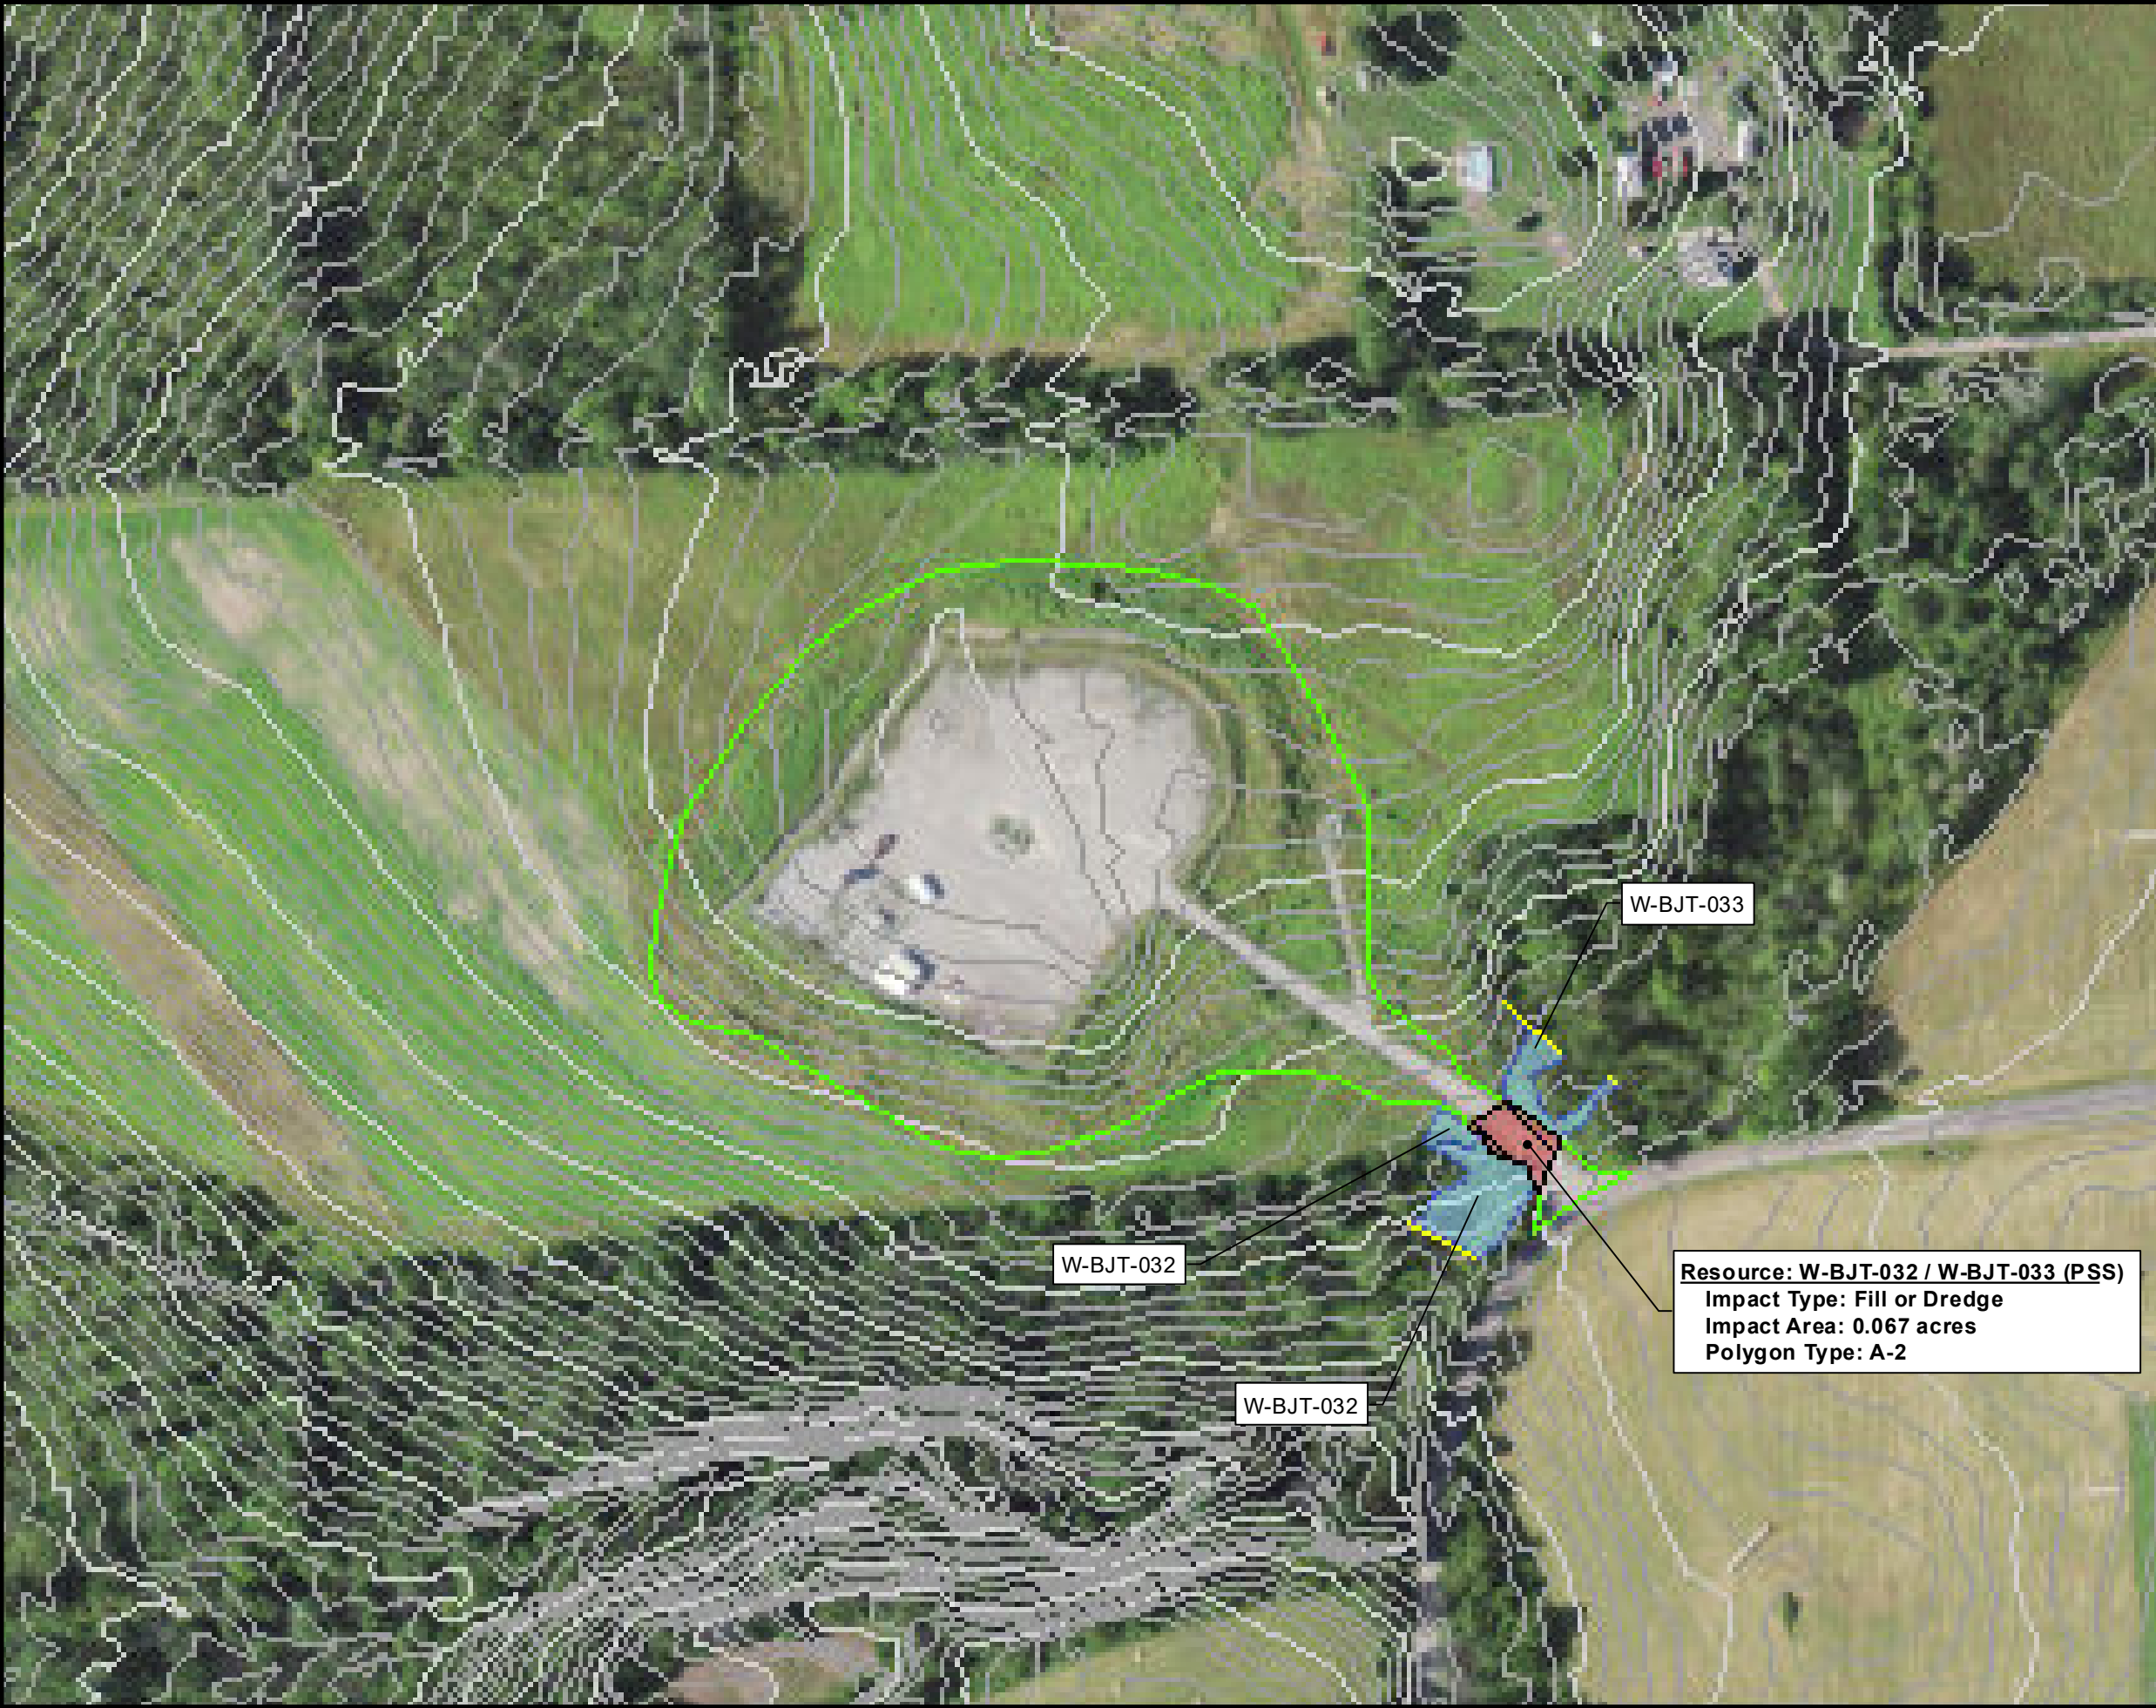 W-BJT-033
W-BJT-032
Resource: W-BJT-032 / W-BJT-033 (PSS)
Impact Type: Fill or Dredge
Impact Area: 0.067 acres
Polygon Type: A-2
W-BJT-032